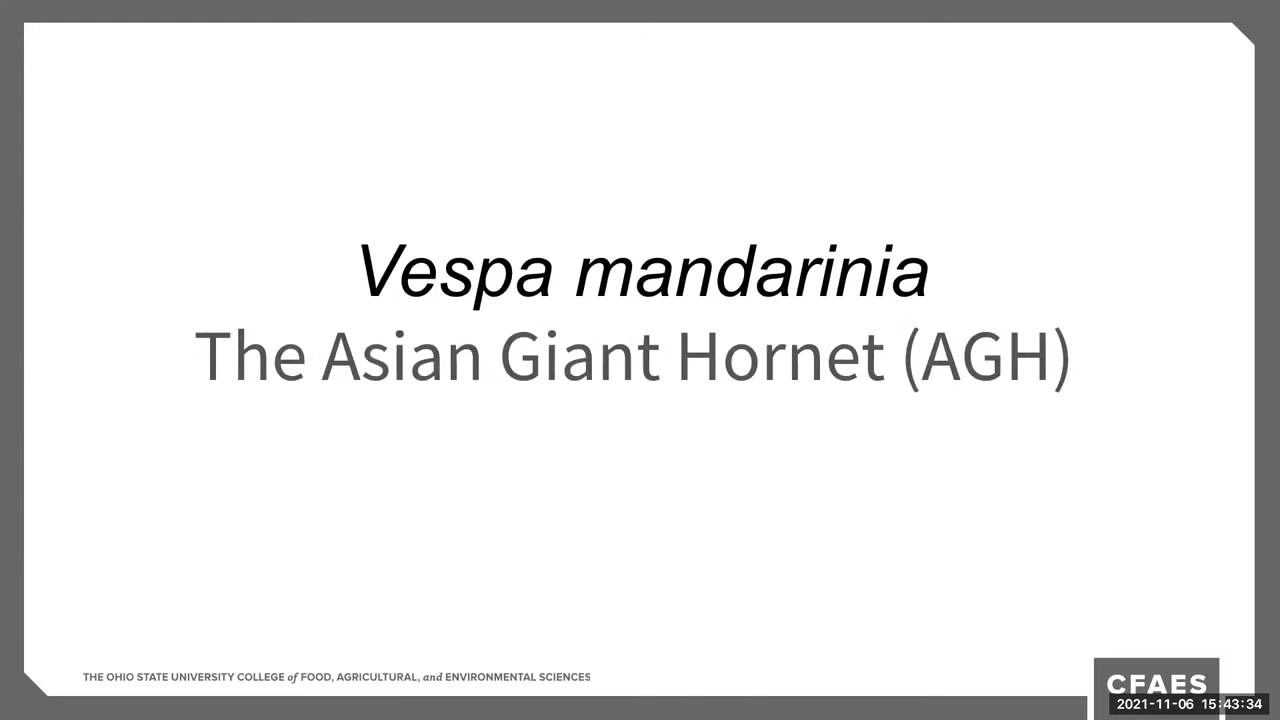 Vespa mandarinia
The Asian Giant Hornet (AGH)
THE OHIO STATE UNIVERSITY COLLEGE of FOOD, AGRICULTURAL, and ENVIRONMENTAL SCIENCES
CFAES
2021-11-06 15:43:34